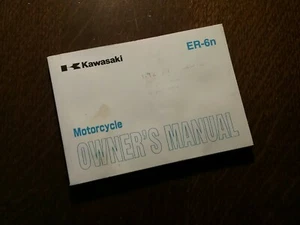 Kawasaki
ER-6n
Motorcycle
OWNER'S MANUAL